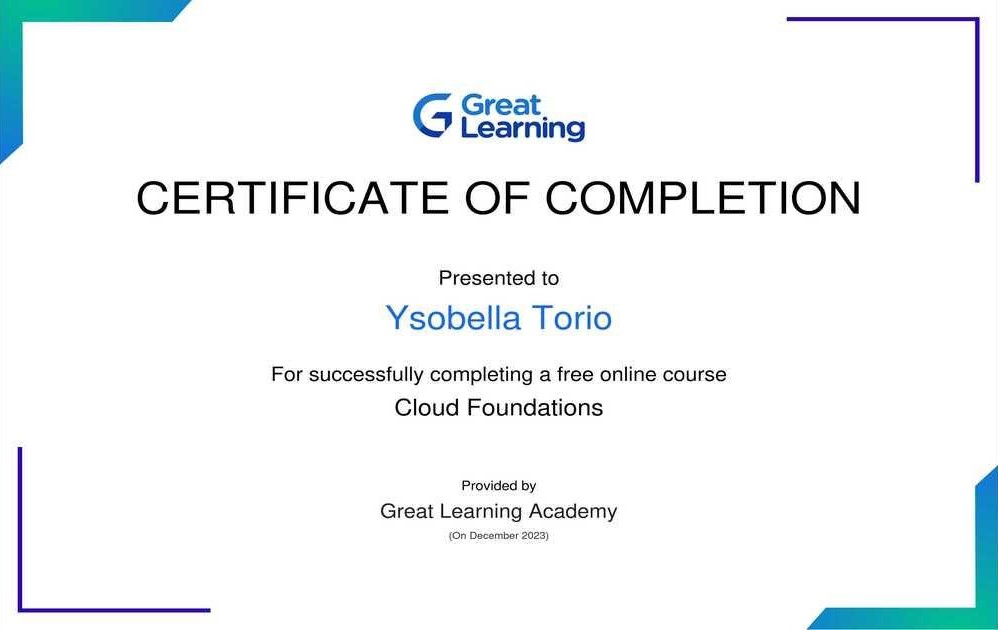 Great
Learning
CERTIFICATE OF COMPLETION
Presented to
Ysobella Torio
For successfully completing a free online course
Cloud Foundations
Provided by
Great Learning Academy
(On December 2023)